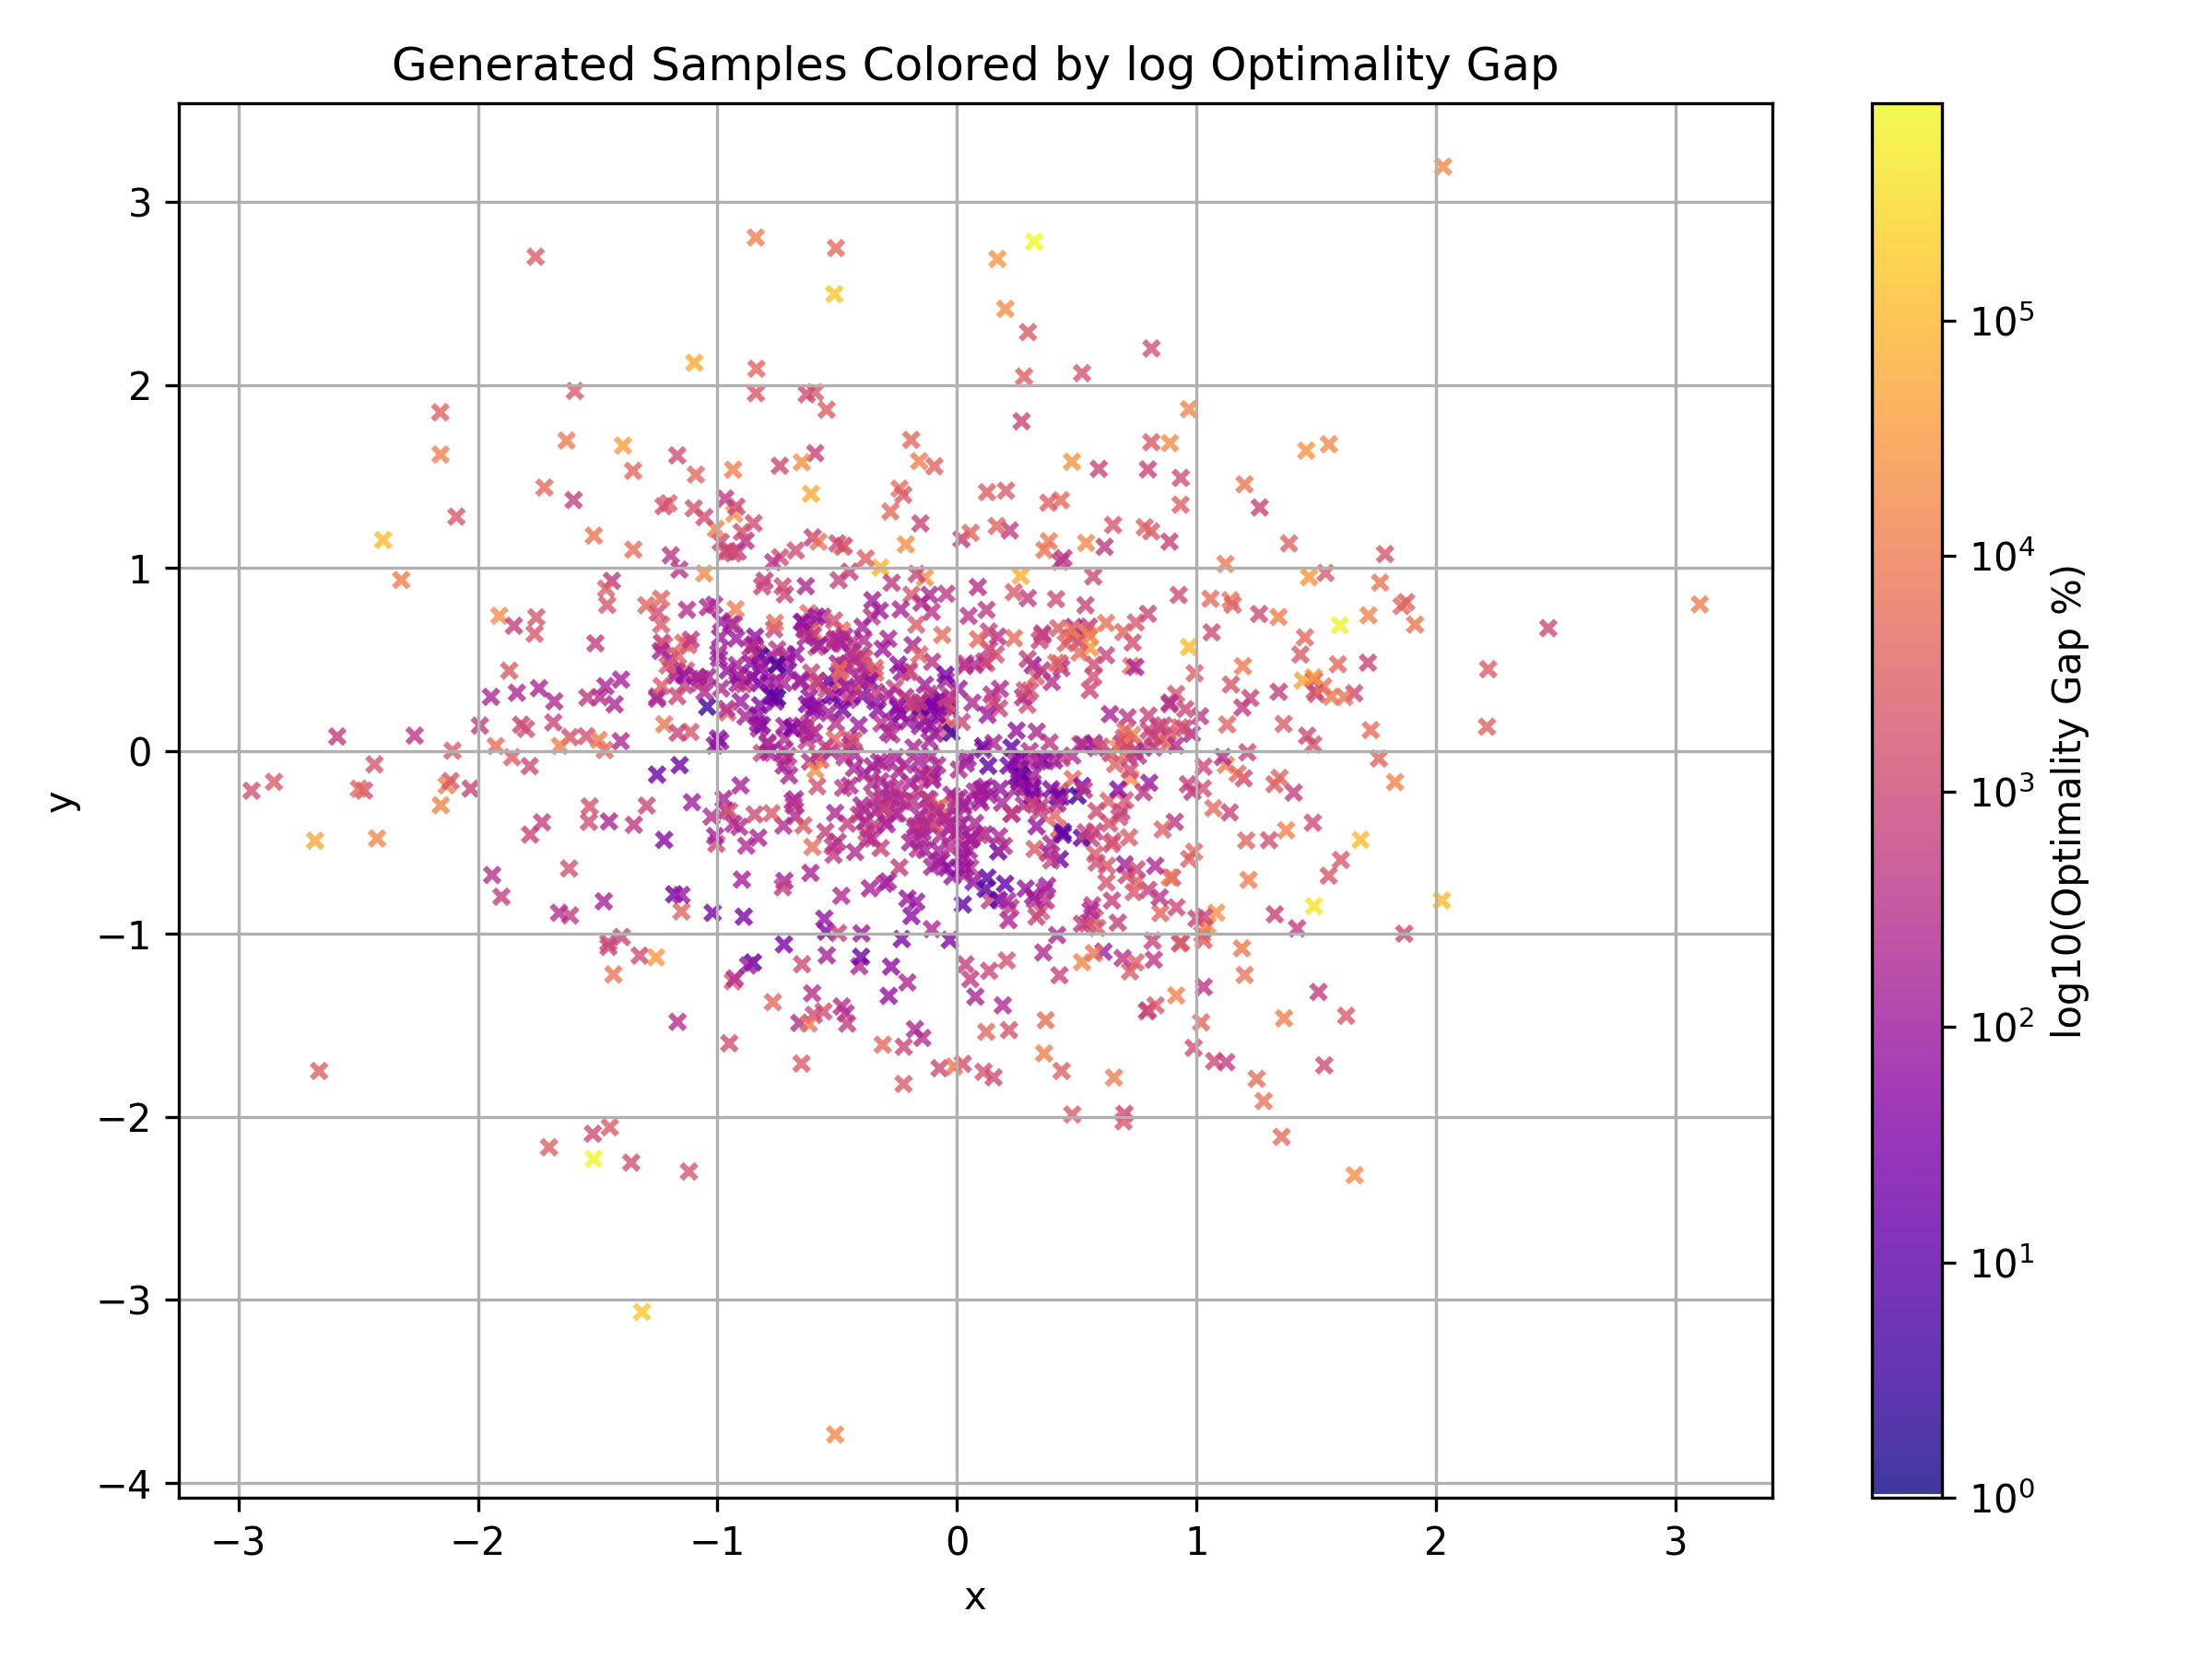 Generated Samples Colored by log Optimality Gap
3
2
1
0
−1
−2
−3
−4
y
−3 −2 −1 0 1 2 3
x
10^5
10^4
10^3
10^2
10^1
10^0
log10(Optimality Gap %)